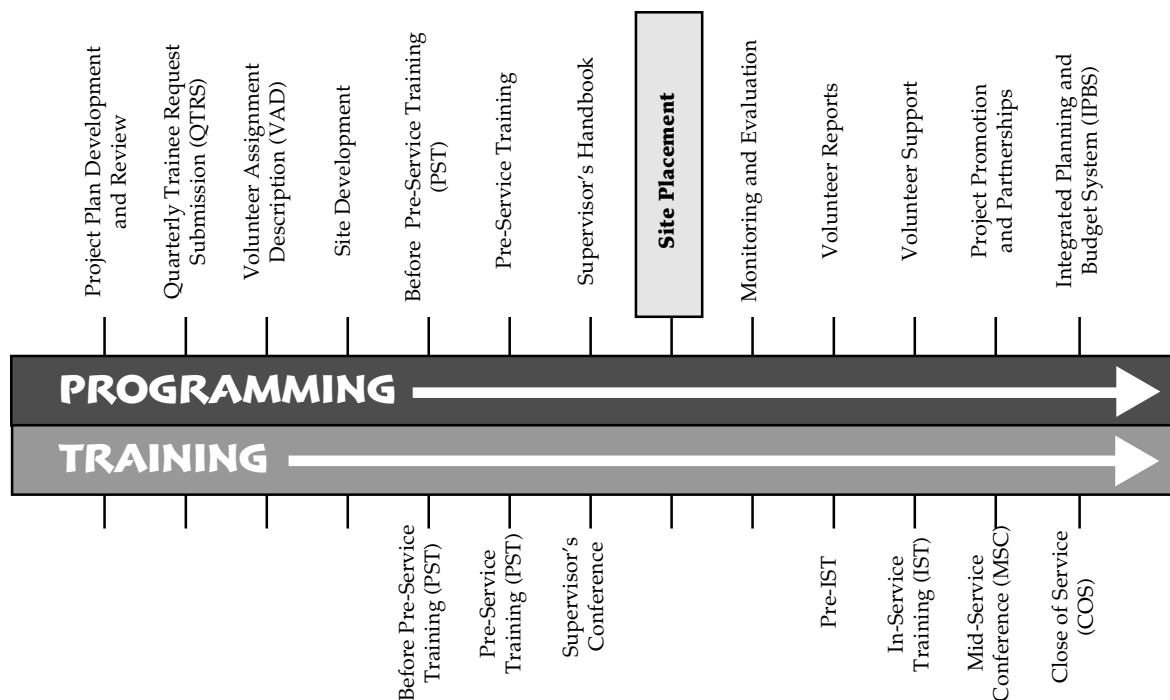 Project Plan Development
and Review
Quarterly Trainee Request
Submission (QTRS)
Volunteer Assignment
Description (VAD)
Site Development
Before Pre-Service Training
(PST)
Pre-Service Training
Supervisor's Handbook
Site Placement
Monitoring and Evaluation
Volunteer Reports
Volunteer Support
Project Promotion
and Partnerships
Integrated Planning and
Budget System (IPBS)
PROGRAMMING
TRAINING
Before Pre-Service
Training (PST)
Pre-Service
Training (PST)
Supervisor's
Conference
Pre-IST
In-Service
Training (IST)
Mid-Service
Conference (MSC)
Close of Service
(COS)